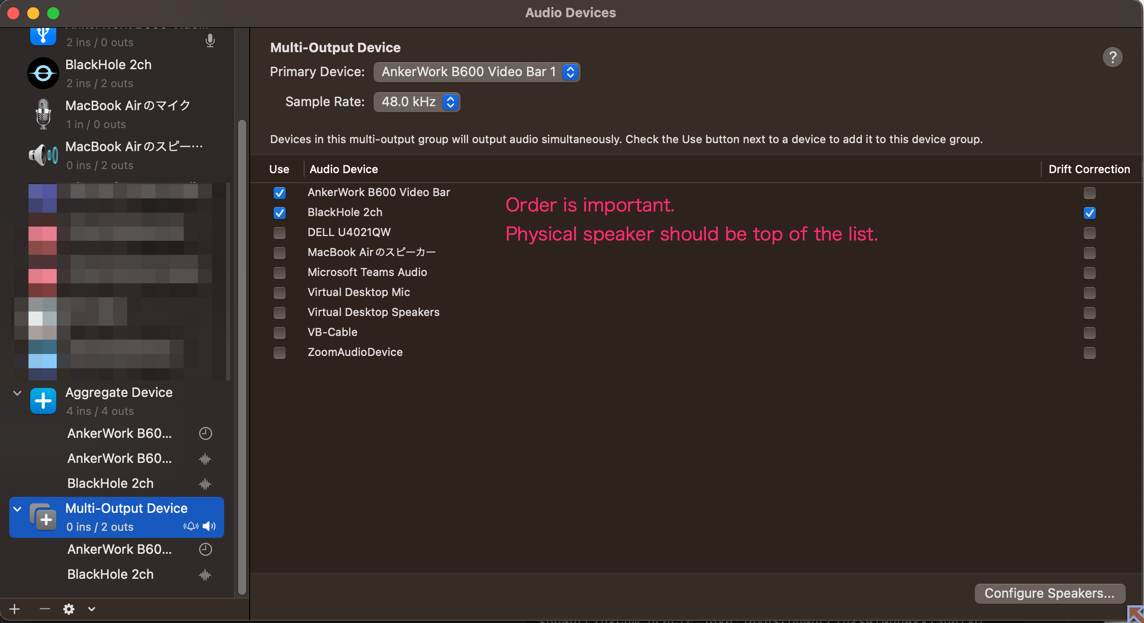 Audio Devices
2 ins / 0 outs
BlackHole 2ch
2 ins / 2 outs
MacBook Airのマイク
1 in / 0 outs
MacBook Airのスピー…
0 ins / 2 outs
Aggregate Device
4 ins / 4 outs
AnkerWork B60...
AnkerWork B60...
BlackHole 2ch
Multi-Output Device
0 ins / 2 outs
AnkerWork B60...
BlackHole 2ch
Multi-Output Device
Primary Device: AnkerWork B600 Video Bar 1
Sample Rate: 48.0 kHz
?
Devices in this multi-output group will output audio simultaneously. Check the Use button next to a device to add it to this device group.
Use Audio Device Drift Correction
AnkerWork B600 Video Bar
BlackHole 2ch
DELL U4021QW
MacBook Airのスピーカー
Microsoft Teams Audio
Virtual Desktop Mic
Virtual Desktop Speakers
VB-Cable
ZoomAudioDevice
Order is important.
Physical speaker should be top of the list.
Configure Speakers...